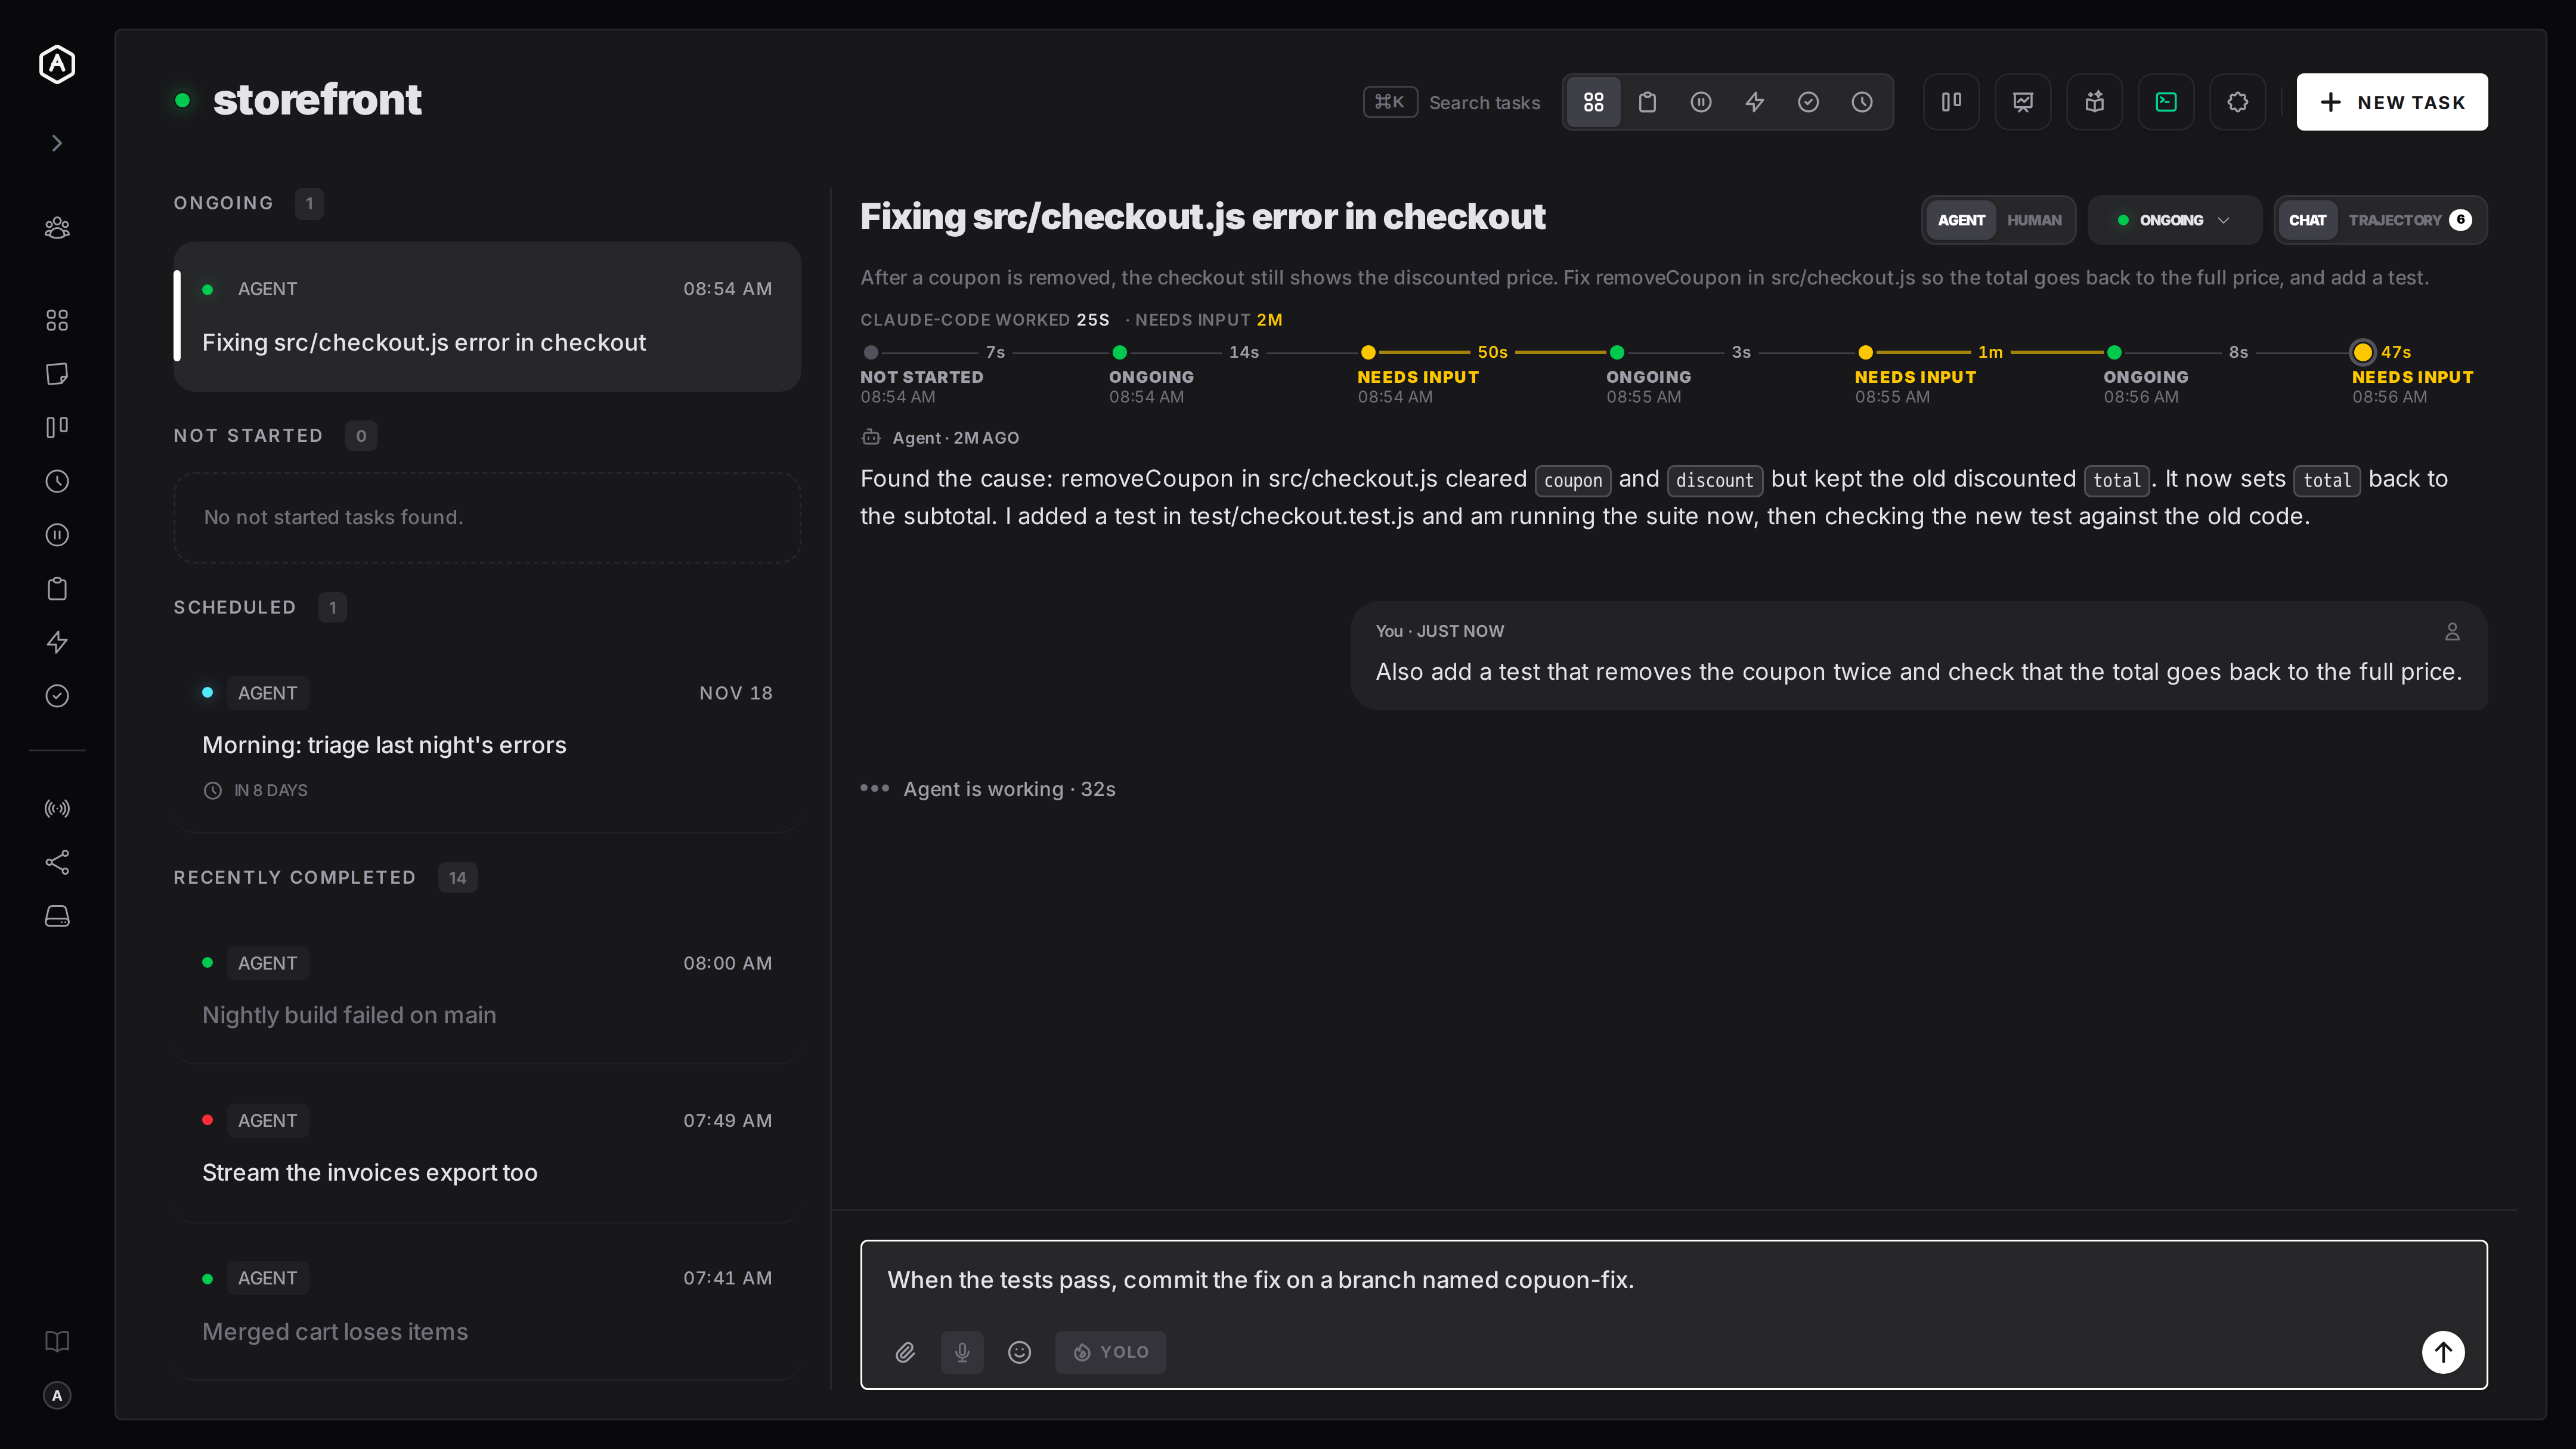 A
storefront
⌘K Search tasks
NEW TASK
ONGOING 1
AGENT 08:54 AM
Fixing src/checkout.js error in checkout
NOT STARTED 0
No not started tasks found.
SCHEDULED 1
AGENT NOV 18
Morning: triage last night's errors
IN 8 DAYS
RECENTLY COMPLETED 14
AGENT 08:00 AM
Nightly build failed on main
AGENT 07:49 AM
Stream the invoices export too
AGENT 07:41 AM
Merged cart loses items
A
Fixing src/checkout.js error in checkout
AGENT HUMAN ONGOING CHAT TRAJECTORY 6
After a coupon is removed, the checkout still shows the discounted price. Fix removeCoupon in src/checkout.js so the total goes back to the full price, and add a test.
CLAUDE-CODE WORKED 25S · NEEDS INPUT 2M
7s 14s 50s 3s 1m 8s 47s
NOT STARTED ONGOING NEEDS INPUT ONGOING NEEDS INPUT ONGOING NEEDS INPUT
08:54 AM 08:54 AM 08:54 AM 08:55 AM 08:55 AM 08:56 AM 08:56 AM
Agent · 2M AGO
Found the cause: removeCoupon in src/checkout.js cleared coupon and discount but kept the old discounted total. It now sets total back to
the subtotal. I added a test in test/checkout.test.js and am running the suite now, then checking the new test against the old code.
You · JUST NOW
Also add a test that removes the coupon twice and check that the total goes back to the full price.
Agent is working · 32s
When the tests pass, commit the fix on a branch named copuon-fix.
YOLO